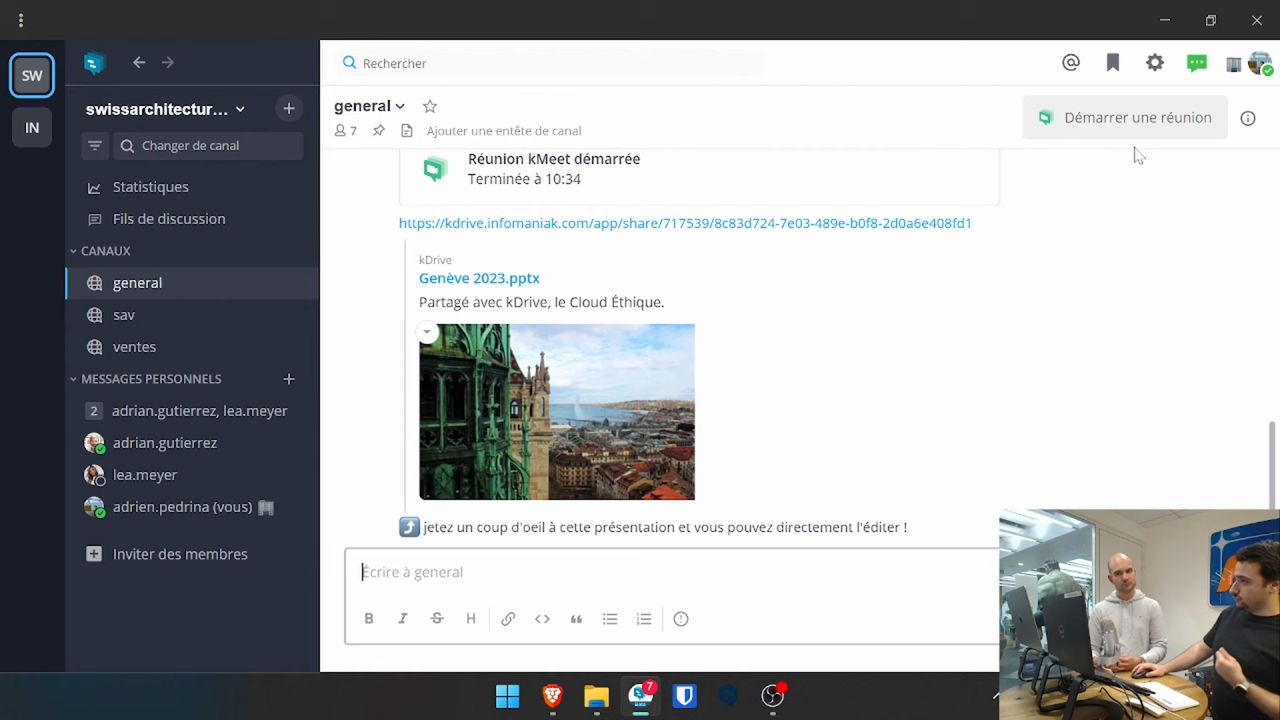 SW
IN
swissarchitectur...
Changer de canal
Statistiques
Fils de discussion
CANAUX
general
sav
ventes
MESSAGES PERSONNELS
2 adrian.gutierrez, lea.meyer
adrian.gutierrez
lea.meyer
adrien.pedrina (vous)
Inviter des membres
Rechercher
general
7 Ajouter une entête de canal
Démarrer une réunion
Réunion kMeet démarrée
Terminée à 10:34
https://kdrive.infomaniak.com/app/share/717539/8c83d724-7e03-489e-b0f8-2d0a6e408fd1
kDrive
Genève 2023.pptx
Partagé avec kDrive, le Cloud Éthique.
jetez un coup d'oeil à cette présentation et vous pouvez directement l'éditer !
Écrire à general
B I S H
7